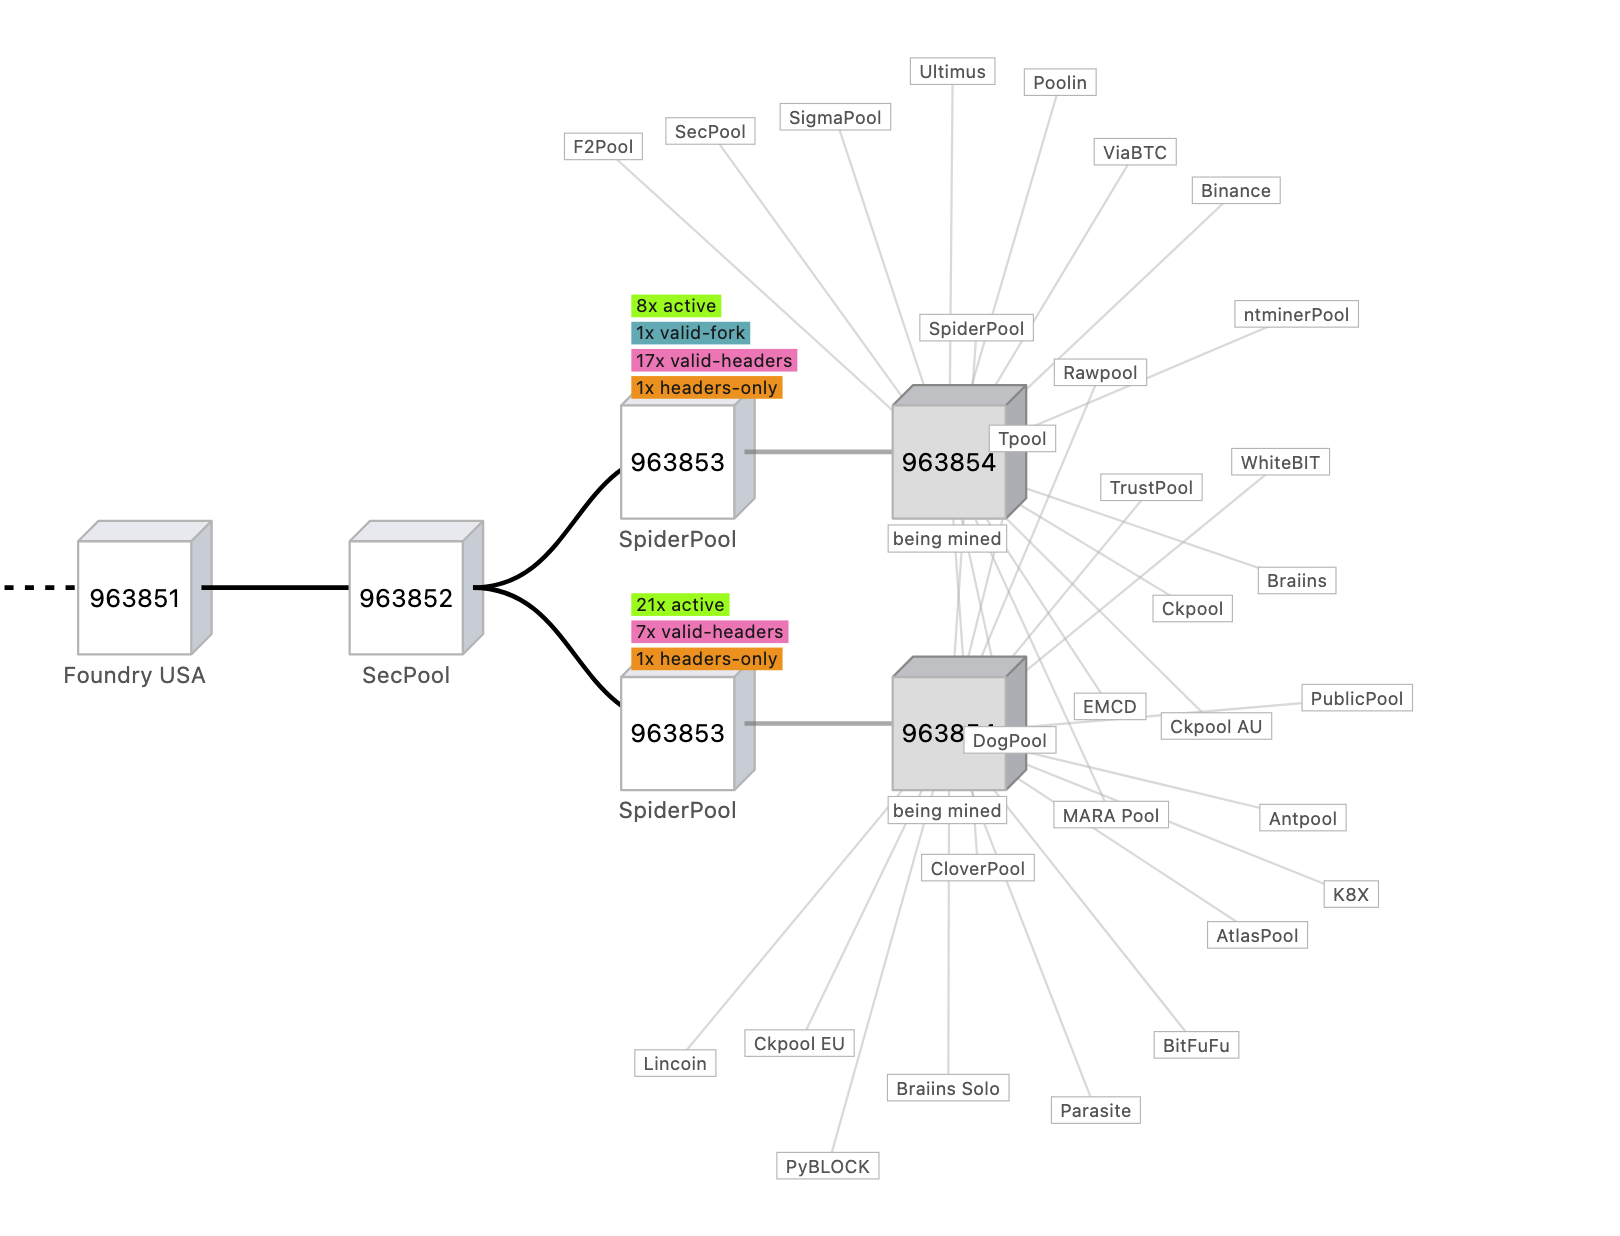 Ultimus
Poolin
SigmaPool
SecPool
F2Pool
ViaBTC
Binance
8x active
1x valid-fork
17x valid-headers
1x headers-only
SpiderPool
ntminerPool
Rawpool
Tpool
963853
963854
WhiteBIT
TrustPool
SpiderPool
being mined
Braiins
963851
963852
Ckpool
21x active
7x valid-headers
1x headers-only
Foundry USA
SecPool
EMCD
PublicPool
Ckpool AU
963853
DogPool
SpiderPool
being mined
MARA Pool
Antpool
CloverPool
K8X
AtlasPool
Lincoin
Ckpool EU
BitFuFu
Braiins Solo
Parasite
PyBLOCK